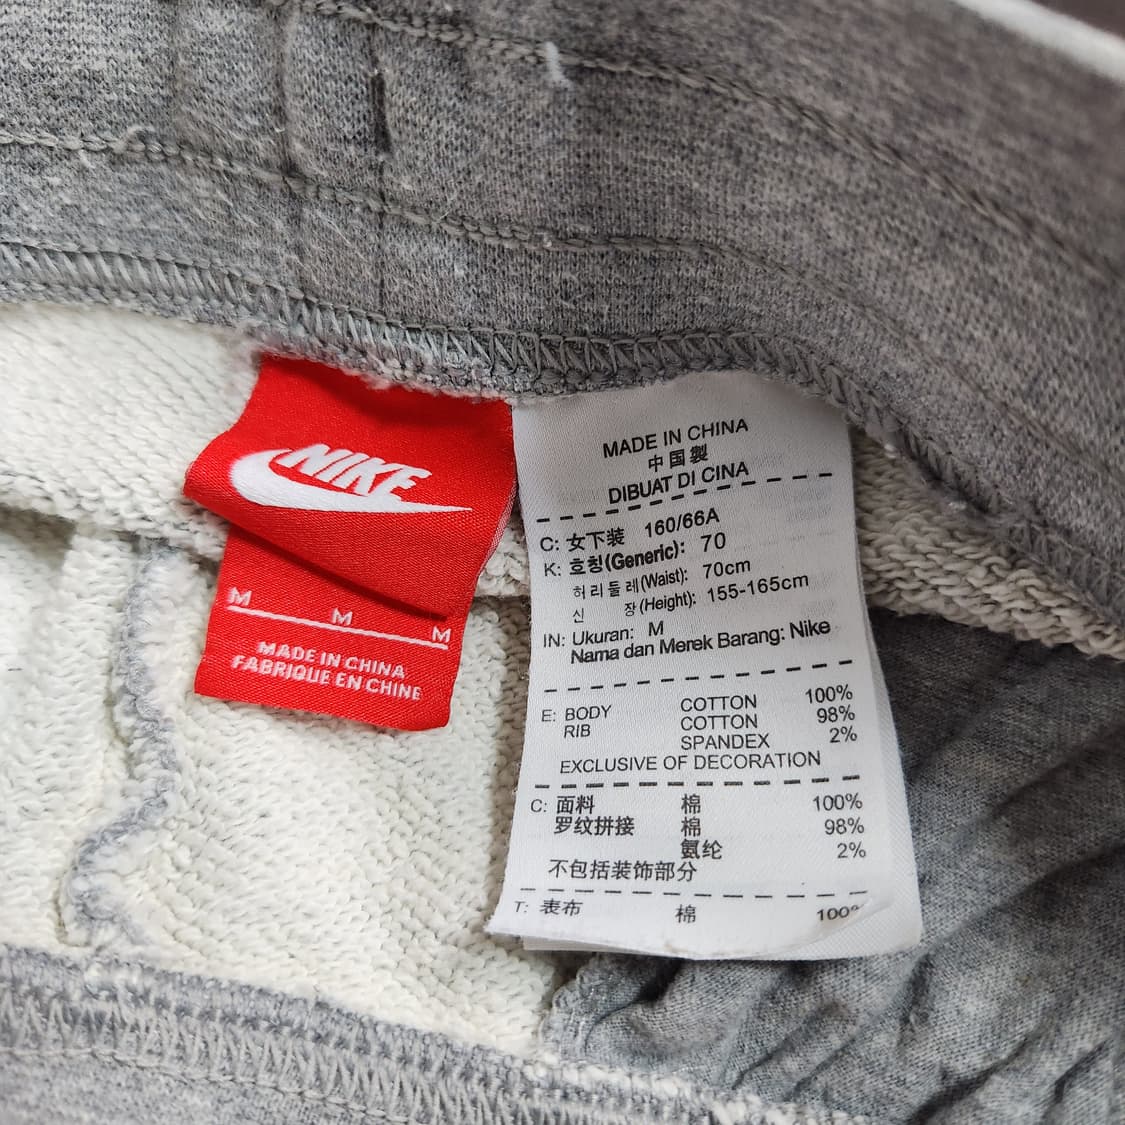 NIKE
M M M
MADE IN CHINA
FABRIQUE EN CHINE
MADE IN CHINA
中国製
DIBUAT DI CINA
C: 女下装 160/66A
K: 호칭(Generic): 70
허리둘레(Waist): 70cm
신 장(Height): 155-165cm
IN: Ukuran: M
Nama dan Merek Barang: Nike
E: BODY COTTON 100%
RIB COTTON 98%
SPANDEX 2%
EXCLUSIVE OF DECORATION
C: 面料 棉 100%
罗纹拼接 棉 98%
氨纶 2%
不包括装饰部分
T: 表布 棉 100%